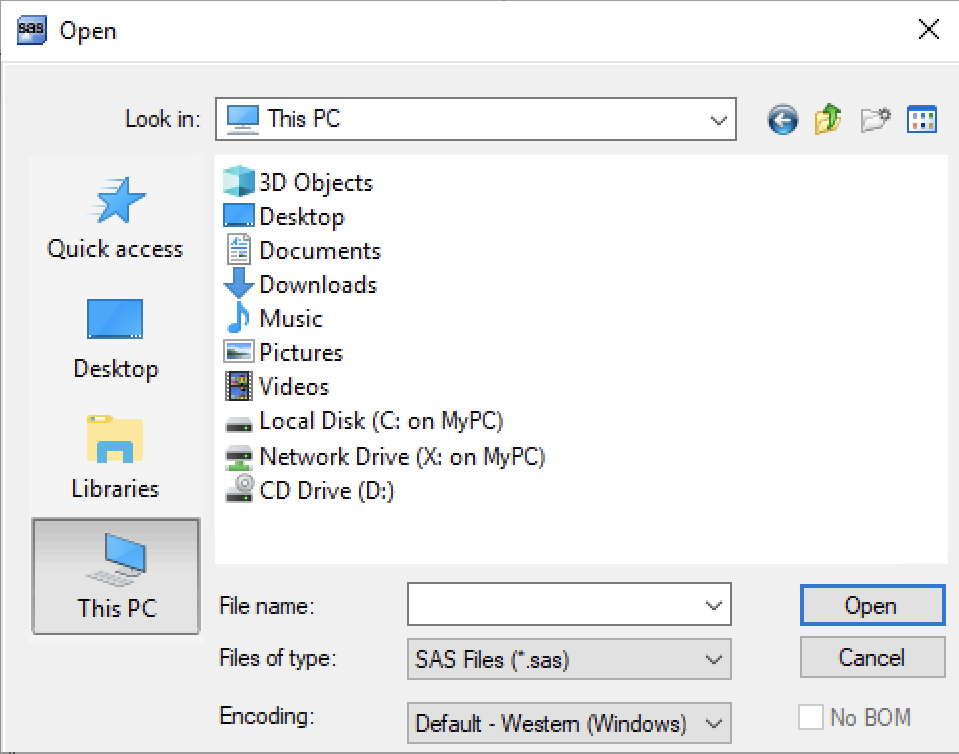 sas Open
Look in: This PC
Quick access
Desktop
Libraries
This PC
3D Objects
Desktop
Documents
Downloads
Music
Pictures
Videos
Local Disk (C: on MyPC)
Network Drive (X: on MyPC)
CD Drive (D:)
File name:
Open
Files of type: SAS Files (*.sas)
Cancel
Encoding: Default - Western (Windows)
No BOM